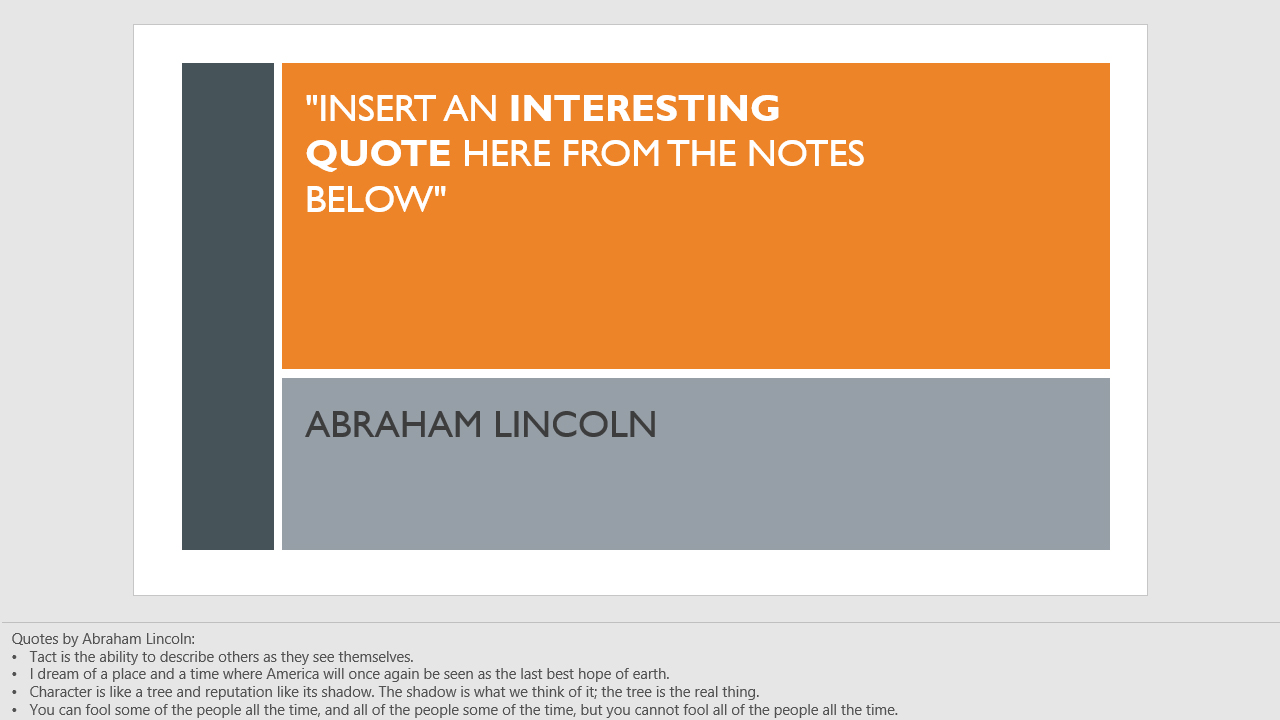 "INSERT AN INTERESTING
QUOTE HERE FROM THE NOTES
BELOW"
ABRAHAM LINCOLN
Quotes by Abraham Lincoln:
• Tact is the ability to describe others as they see themselves.
• I dream of a place and a time where America will once again be seen as the last best hope of earth.
• Character is like a tree and reputation like its shadow. The shadow is what we think of it; the tree is the real thing.
• You can fool some of the people all the time, and all of the people some of the time, but you cannot fool all of the people all the time.